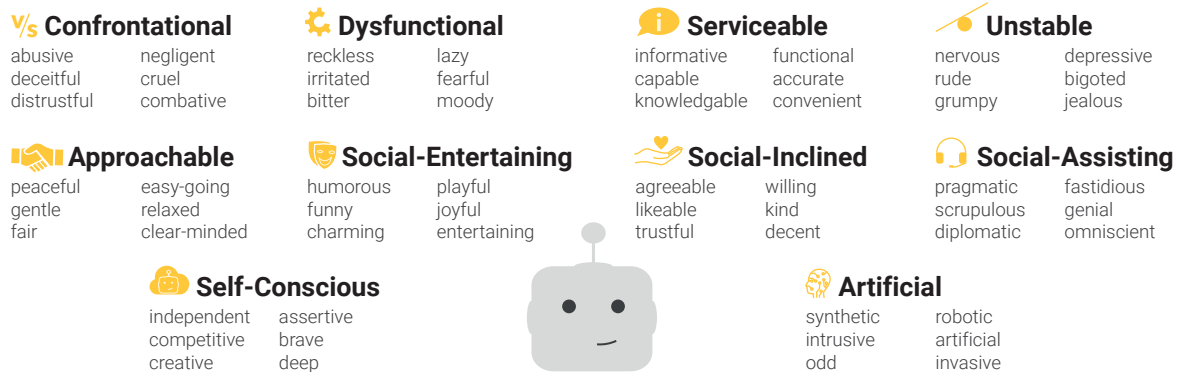 V/S Confrontational
abusive negligent
deceitful cruel
distrustful combative
Dysfunctional
reckless lazy
irritated fearful
bitter moody
i Serviceable
informative functional
capable accurate
knowledgable convenient
Unstable
nervous depressive
rude bigoted
grumpy jealous
Approachable
peaceful easy-going
gentle relaxed
fair clear-minded
Social-Entertaining
humorous playful
funny joyful
charming entertaining
Social-Inclined
agreeable willing
likeable kind
trustful decent
Social-Assisting
pragmatic fastidious
scrupulous genial
diplomatic omniscient
Self-Conscious
independent assertive
competitive brave
creative deep
Artificial
synthetic robotic
intrusive artificial
odd invasive